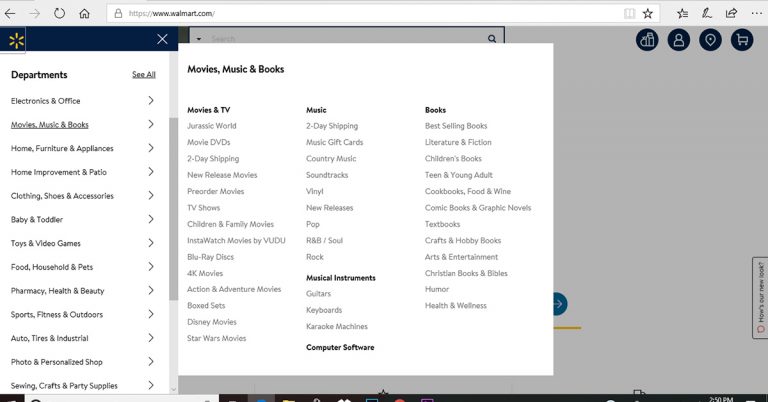 https://www.walmart.com/
Search
Departments
See All
Electronics & Office
Movies, Music & Books
Home, Furniture & Appliances
Home Improvement & Patio
Clothing, Shoes & Accessories
Baby & Toddler
Toys & Video Games
Food, Household & Pets
Pharmacy, Health & Beauty
Sports, Fitness & Outdoors
Auto, Tires & Industrial
Photo & Personalized Shop
Sewing, Crafts & Party Supplies
Movies, Music & Books
Movies & TV
Jurassic World
Movie DVDs
2-Day Shipping
New Release Movies
Preorder Movies
TV Shows
Children & Family Movies
InstaWatch Movies by VUDU
Blu-Ray Discs
4K Movies
Action & Adventure Movies
Boxed Sets
Disney Movies
Star Wars Movies
Music
2-Day Shipping
Music Gift Cards
Country Music
Soundtracks
Vinyl
New Releases
Pop
R&B / Soul
Rock
Musical Instruments
Guitars
Keyboards
Karaoke Machines
Computer Software
Books
Best Selling Books
Literature & Fiction
Children's Books
Teen & Young Adult
Cookbooks, Food & Wine
Comic Books & Graphic Novels
Textbooks
Crafts & Hobby Books
Arts & Entertainment
Christian Books & Bibles
Humor
Health & Wellness
How's our new look?
2:50 PM